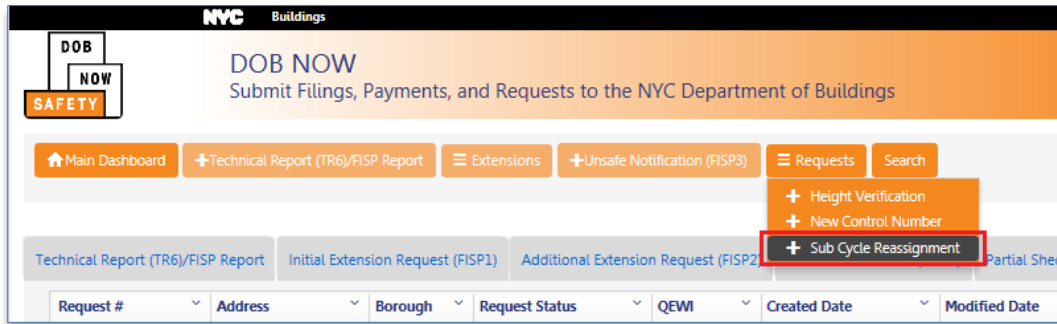 NYC Buildings
DOB
NOW
SAFETY
DOB NOW
Submit Filings, Payments, and Requests to the NYC Department of Buildings
Main Dashboard +Technical Report (TR6)/FISP Report Extensions +Unsafe Notification (FISP3) Requests Search
+ Height Verification
+ New Control Number
+ Sub Cycle Reassignment
Technical Report (TR6)/FISP Report Initial Extension Request (FISP1) Additional Extension Request (FISP2) Partial
Request # Address Borough Request Status QEWI Created Date Modified Date